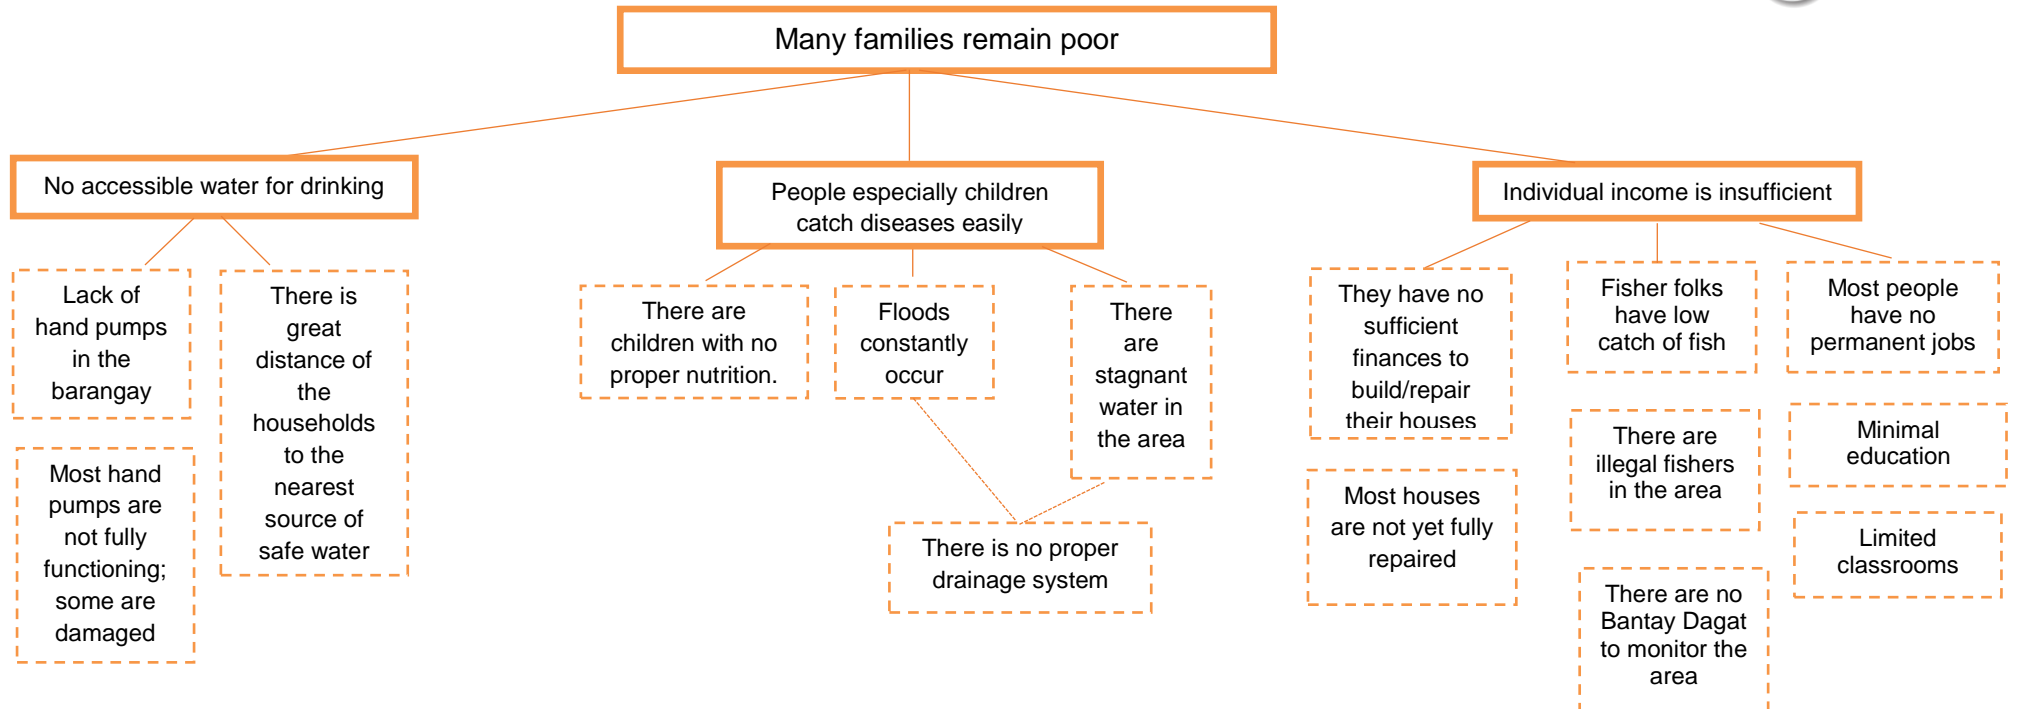 Many families remain poor
No accessible water for drinking
Lack of
hand pumps
in the
barangay
Most hand
pumps are
not fully
functioning;
some are
damaged
There is
great
distance of
the
households
to the
nearest
source of
safe water
People especially children
catch diseases easily
There are
children with no
proper nutrition.
Floods
constantly
occur
There
are
stagnant
water in
the area
There is no proper
drainage system
Individual income is insufficient
They have no
sufficient
finances to
build/repair
their houses
Most houses
are not yet fully
repaired
Fisher folks
have low
catch of fish
There are
illegal fishers
in the area
There are no
Bantay Dagat
to monitor the
area
Most people
have no
permanent jobs
Minimal
education
Limited
classrooms